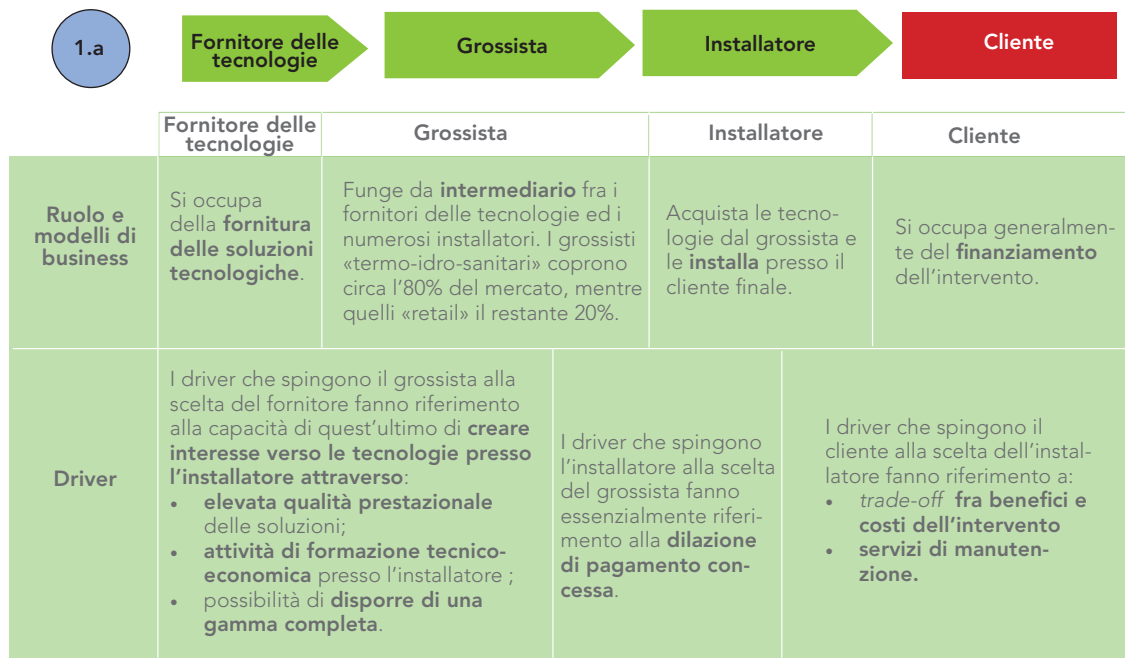 1.a
Fornitore delle
tecnologie
Grossista
Installatore
Cliente
Fornitore delle
tecnologie
Grossista
Installatore
Cliente
Ruolo e
modelli di
business
Si occupa
della fornitura
delle soluzioni
tecnologiche.
Funge da intermediario fra i
fornitori delle tecnologie ed i
numerosi installatori. I grossisti
«termo-idro-sanitari» coprono
circa l'80% del mercato, mentre
quelli «retail» il restante 20%.
Acquista le tecno-
logie dal grossista e
le installa presso il
cliente finale.
Si occupa generalmen-
te del finanziamento
dell'intervento.
Driver
I driver che spingono il grossista alla
scelta del fornitore fanno riferimento
alla capacità di quest'ultimo di creare
interesse verso le tecnologie presso
l'installatore attraverso:
• elevata qualità prestazionale
delle soluzioni;
• attività di formazione tecnico-
economica presso l'installatore ;
• possibilità di disporre di una
gamma completa.
I driver che spingono
l'installatore alla scelta
del grossista fanno
essenzialmente riferi-
mento alla dilazione
di pagamento con-
cessa.
I driver che spingono il
cliente alla scelta dell'instal-
latore fanno riferimento a:
• trade-off fra benefici e
costi dell'intervento
• servizi di manuten-
zione.